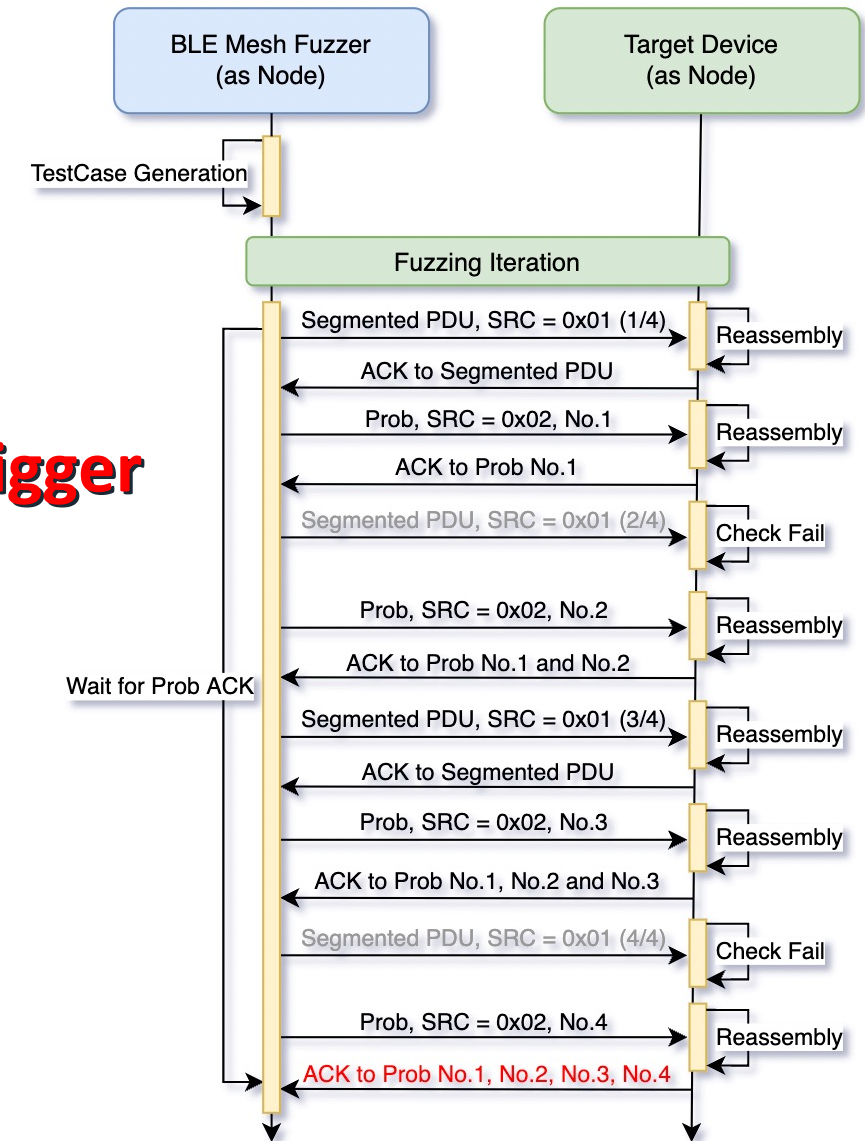 BLE Mesh Fuzzer
(as Node)
Target Device
(as Node)
TestCase Generation
Fuzzing Iteration
Segmented PDU, SRC = 0x01 (1/4)
Reassembly
ACK to Segmented PDU
Prob, SRC = 0x02, No.1
Reassembly
igger
ACK to Prob No.1
Segmented PDU, SRC = 0x01 (2/4)
Check Fail
Prob, SRC = 0x02, No.2
Reassembly
ACK to Prob No.1 and No.2
Wait for Prob ACK
Segmented PDU, SRC = 0x01 (3/4)
Reassembly
ACK to Segmented PDU
Prob, SRC = 0x02, No.3
Reassembly
ACK to Prob No.1, No.2 and No.3
Segmented PDU, SRC = 0x01 (4/4)
Check Fail
Prob, SRC = 0x02, No.4
Reassembly
ACK to Prob No.1, No.2, No.3, No.4